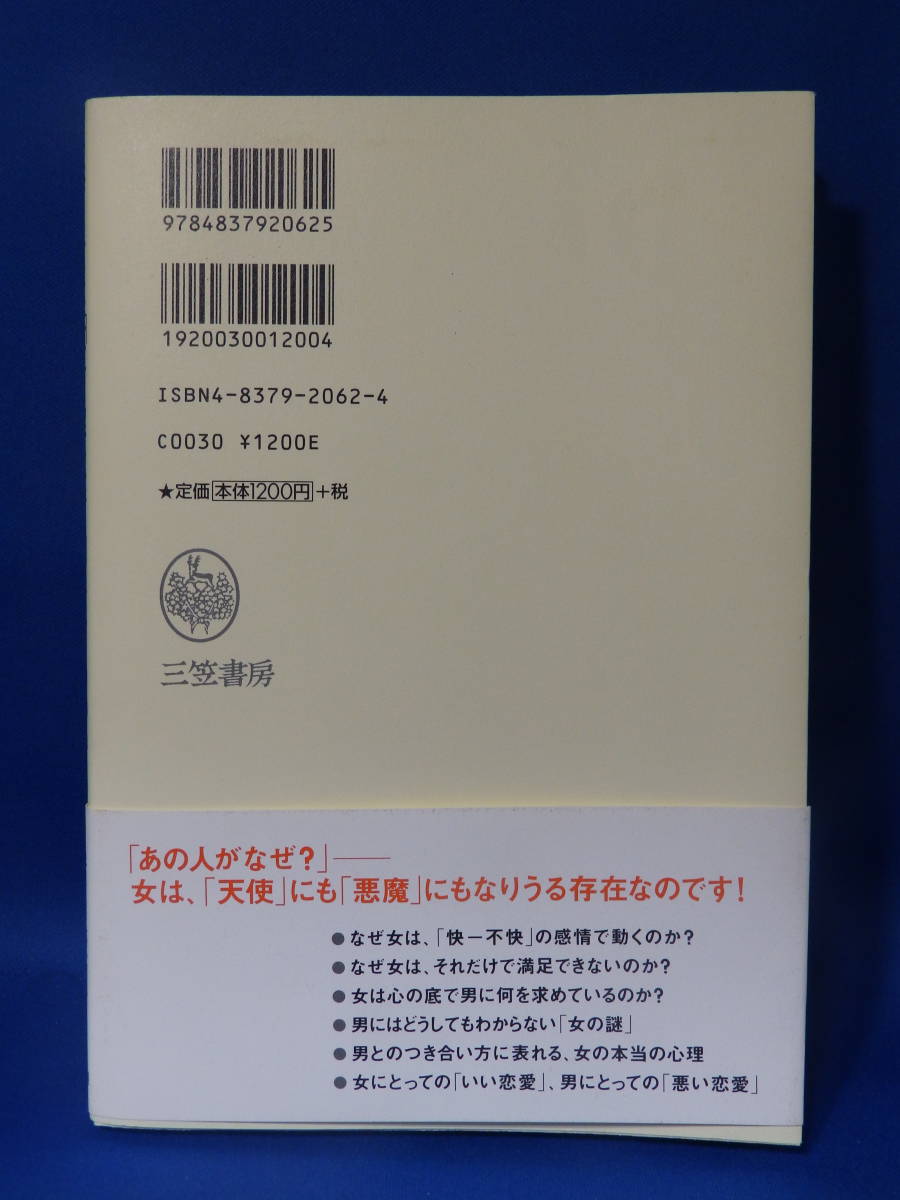 9784837920625
1920030012004
ISBN4-8379-2062-4
C0030 ¥1200E
★定価本体1200円+税
三笠書房
「あの人がなぜ?」——
女は、「天使」にも「悪魔」にもなりうる存在なのです!
●なぜ女は、「快-不快」の感情で動くのか?
●なぜ女は、それだけで満足できないのか?
●女は心の底で男に何を求めているのか?
●男にはどうしてもわからない「女の謎」
●男とのつき合い方に表れる、女の本当の心理
●女にとっての「いい恋愛」、男にとっての「悪い恋愛」